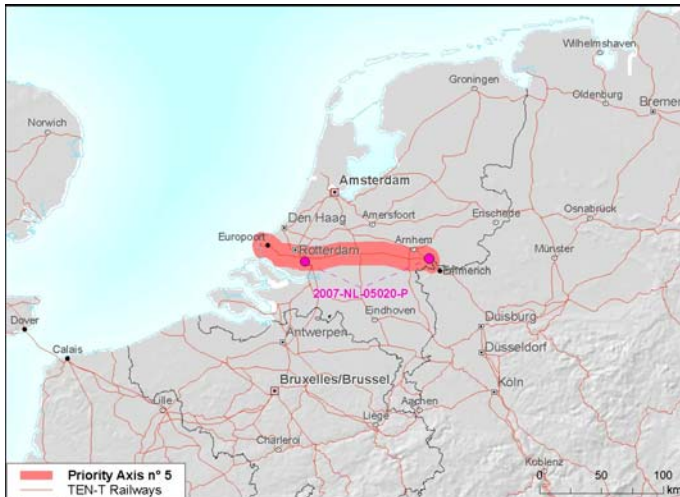 Wilhelmshaven
Groningen
Oldenburg
Bremen
Norwich
Amsterdam
Den Haag
Amersfoort
Enschede
Osnabrück
Europoort
Rotterdam
Arnhem
Münster
Emmerich
2007-NL-05020-P
Dover
Eindhoven
Duisburg
Antwerpen
Calais
Düsseldorf
Bruxelles/Brussel
Köln
Lille
Aachen
Liège
Charleroi
Koblenz
Priority Axis n° 5
TEN-T Railways
0 50 100
km